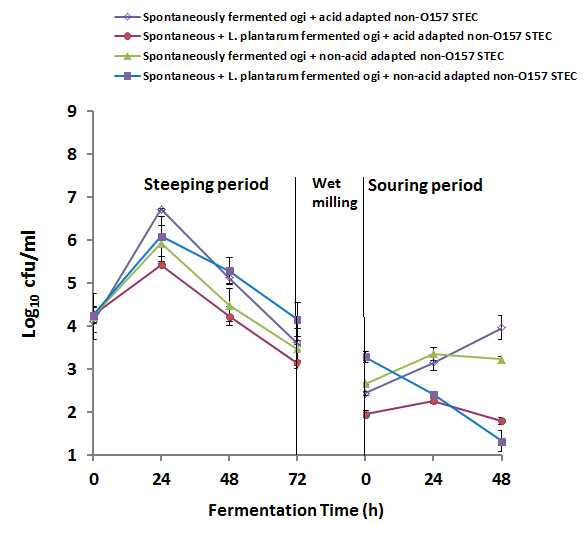 Spontaneously fermented ogi + acid adapted non-O157 STEC
Spontaneous + L. plantarum fermented ogi + acid adapted non-O157 STEC
Spontaneously fermented ogi + non-acid adapted non-O157 STEC
Spontaneous + L. plantarum fermented ogi + non-acid adapted non-O157 STEC
9
8
7
6
5
4
3
2
1
Log10 cfu/ml
Steeping period
Wet
milling
Souring period
0 24 48 72 0 24 48
Fermentation Time (h)